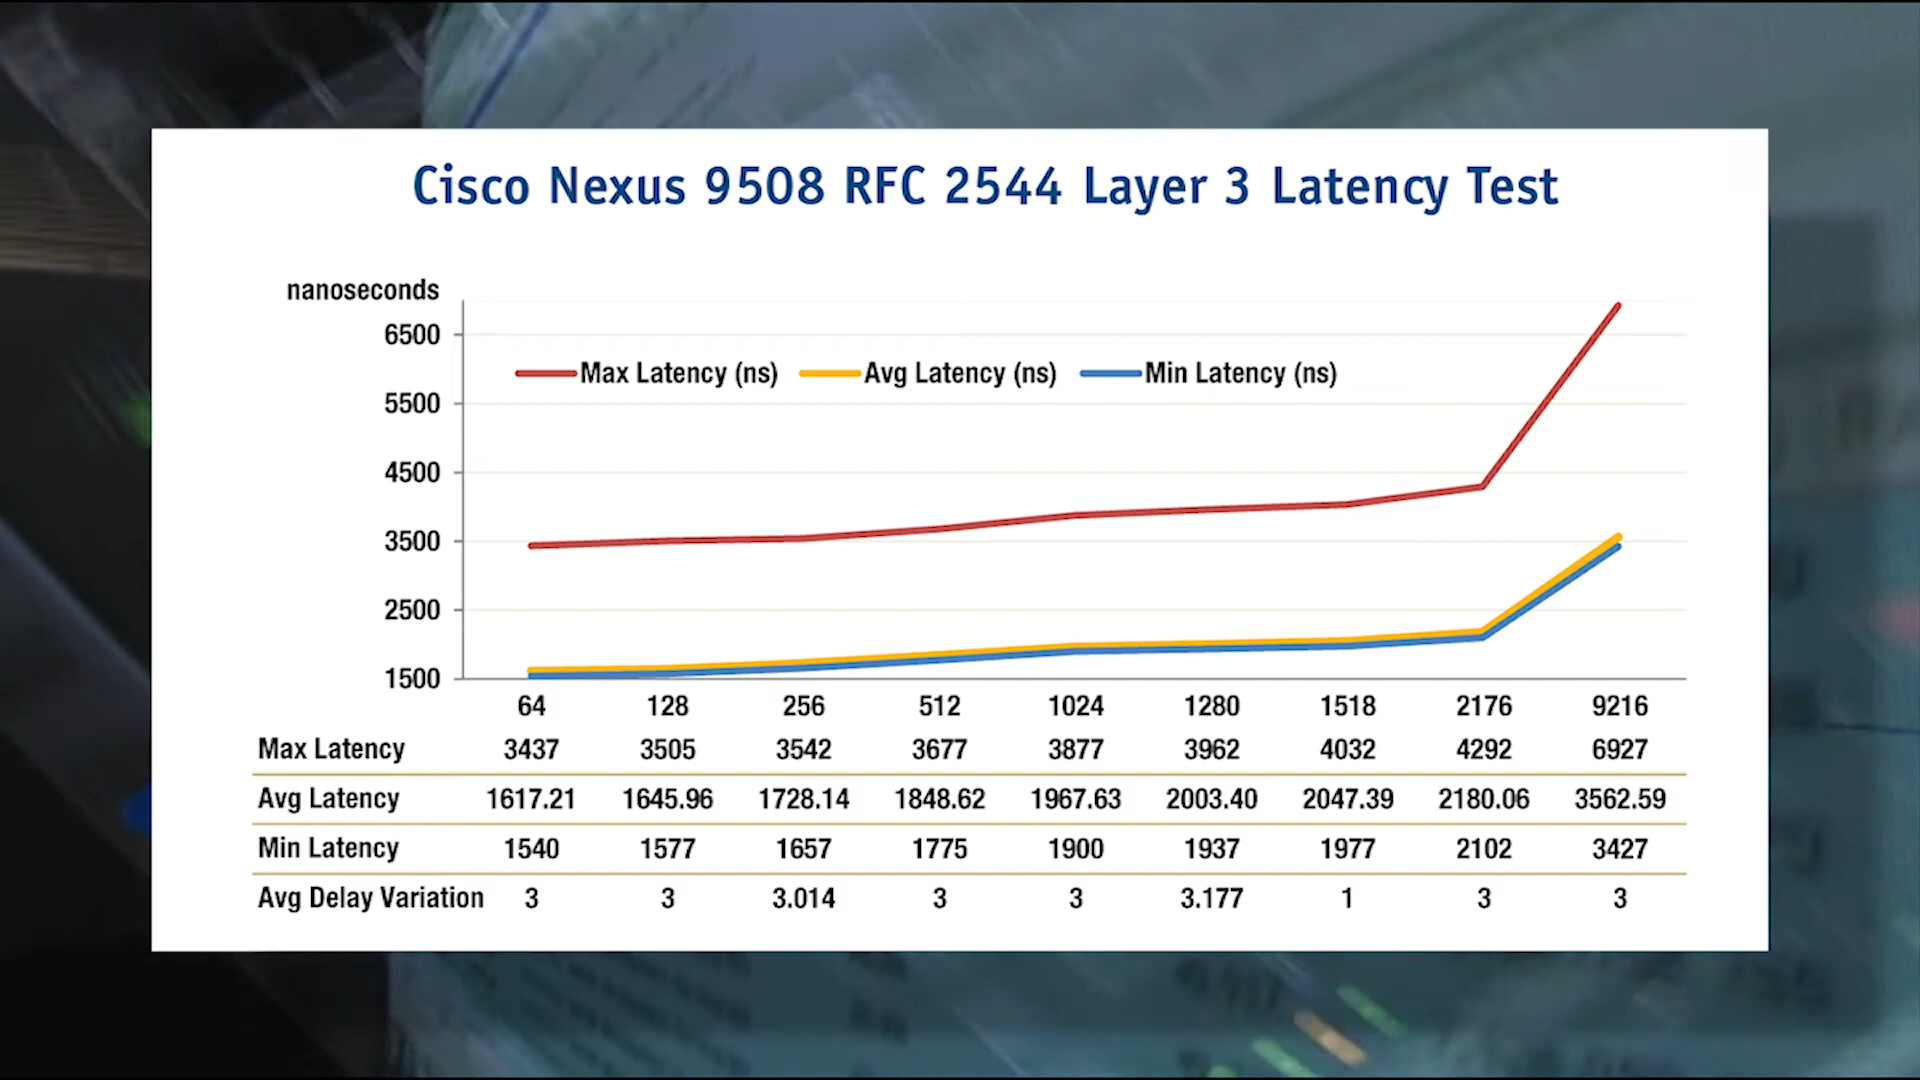 Cisco Nexus 9508 RFC 2544 Layer 3 Latency Test
nanoseconds
6500
Max Latency (ns) Avg Latency (ns) Min Latency (ns)
5500
4500
3500
2500
1500
64 128 256 512 1024 1280 1518 2176 9216
Max Latency 3437 3505 3542 3677 3877 3962 4032 4292 6927
Avg Latency 1617.21 1645.96 1728.14 1848.62 1967.63 2003.40 2047.39 2180.06 3562.59
Min Latency 1540 1577 1657 1775 1900 1937 1977 2102 3427
Avg Delay Variation 3 3 3.014 3 3 3.177 1 3 3